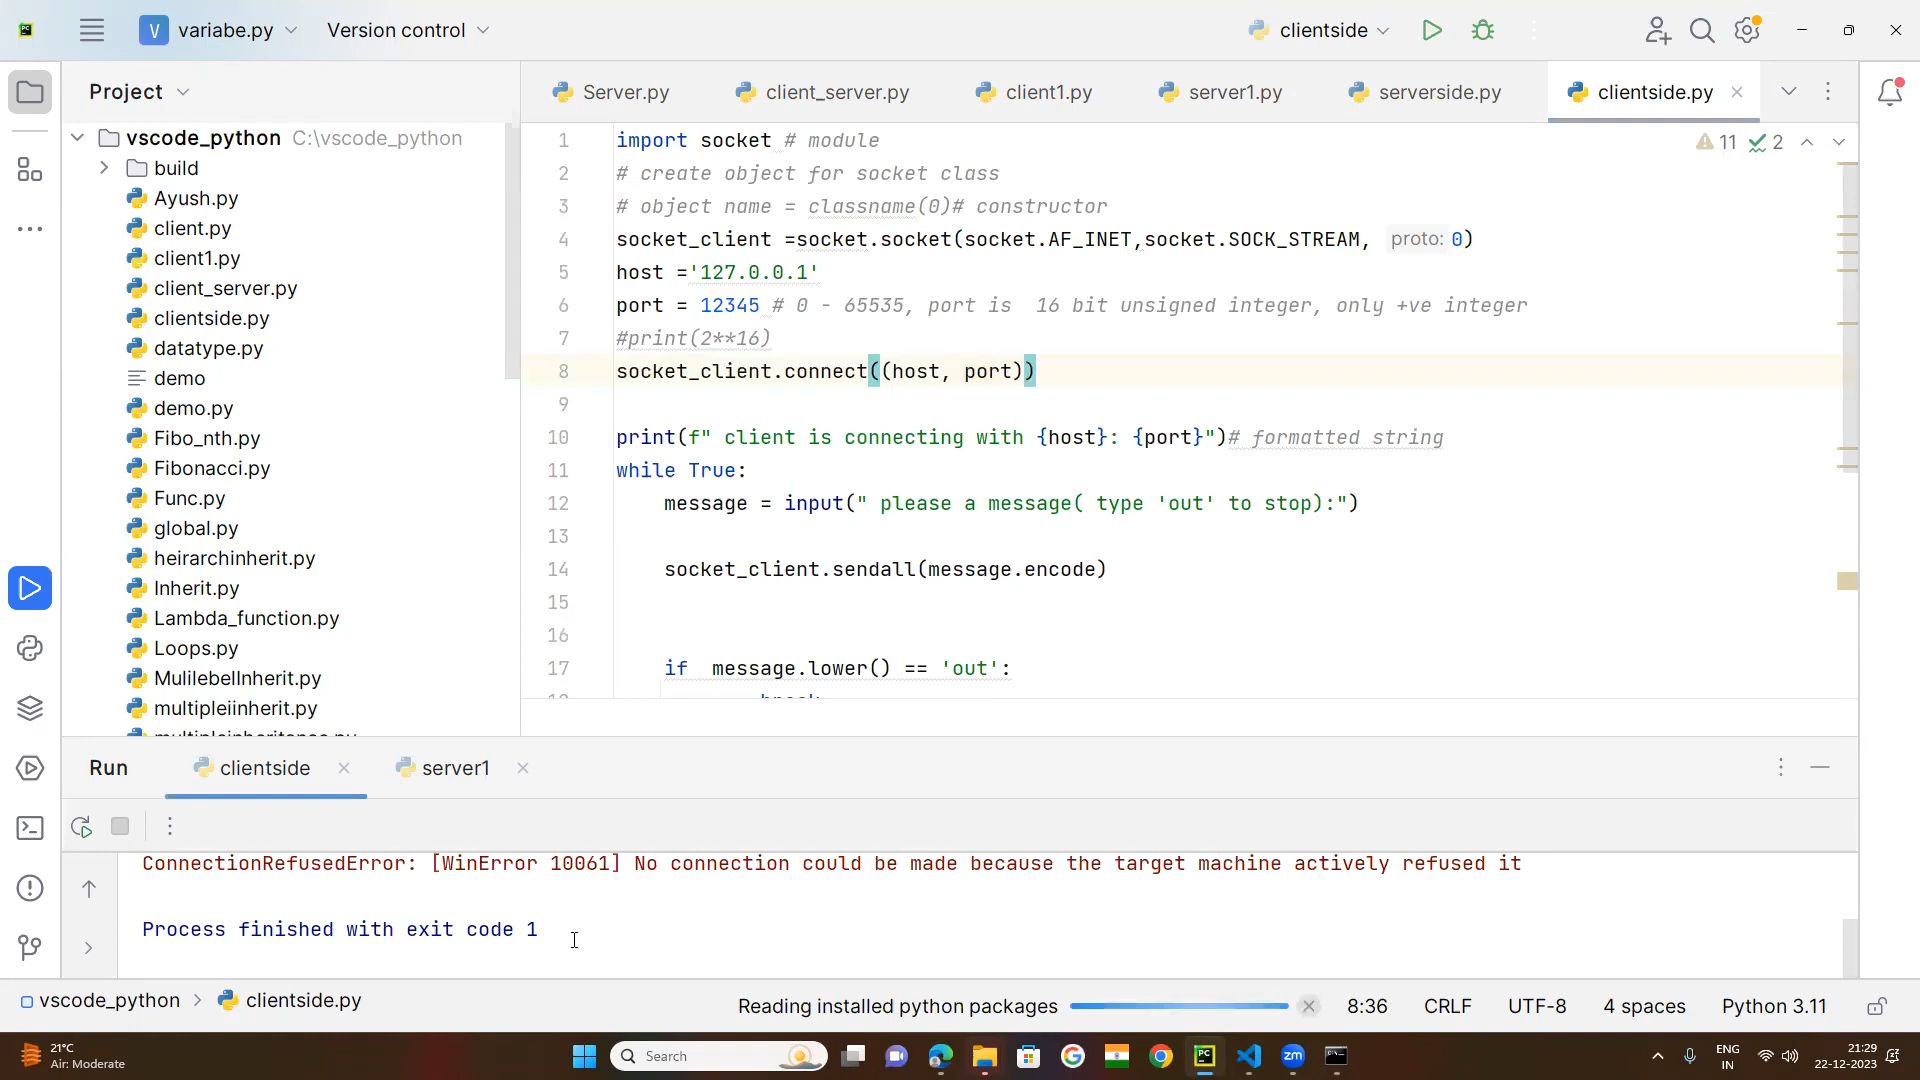 V variabe.py Version control clientside
Project Server.py client_server.py client1.py server1.py serverside.py clientside.py
vscode_python C:\vscode_python
build
Ayush.py
client.py
client1.py
client_server.py
clientside.py
datatype.py
demo
demo.py
Fibo_nth.py
Fibonacci.py
Func.py
global.py
heirarchinherit.py
Inherit.py
Lambda_function.py
Loops.py
MulilebelInherit.py
multipleiinherit.py
11 2
1 import socket # module
2 # create object for socket class
3 # object name = classname(0)# constructor
4 socket_client =socket.socket(socket.AF_INET,socket.SOCK_STREAM, proto: 0)
5 host ='127.0.0.1'
6 port = 12345 # 0 - 65535, port is  16 bit unsigned integer, only +ve integer
7 #print(2**16)
8 socket_client.connect((host, port))
9
10 print(f" client is connecting with {host}: {port}")# formatted string
11 while True:
12     message = input(" please a message( type 'out' to stop):")
13
14     socket_client.sendall(message.encode)
15
16
17     if  message.lower() == 'out':
Run clientside server1
ConnectionRefusedError: [WinError 10061] No connection could be made because the target machine actively refused it
Process finished with exit code 1
vscode_python > clientside.py Reading installed python packages 8:36 CRLF UTF-8 4 spaces Python 3.11
21°C
Air: Moderate
Search
zm
ENG
IN
21:29
22-12-2023